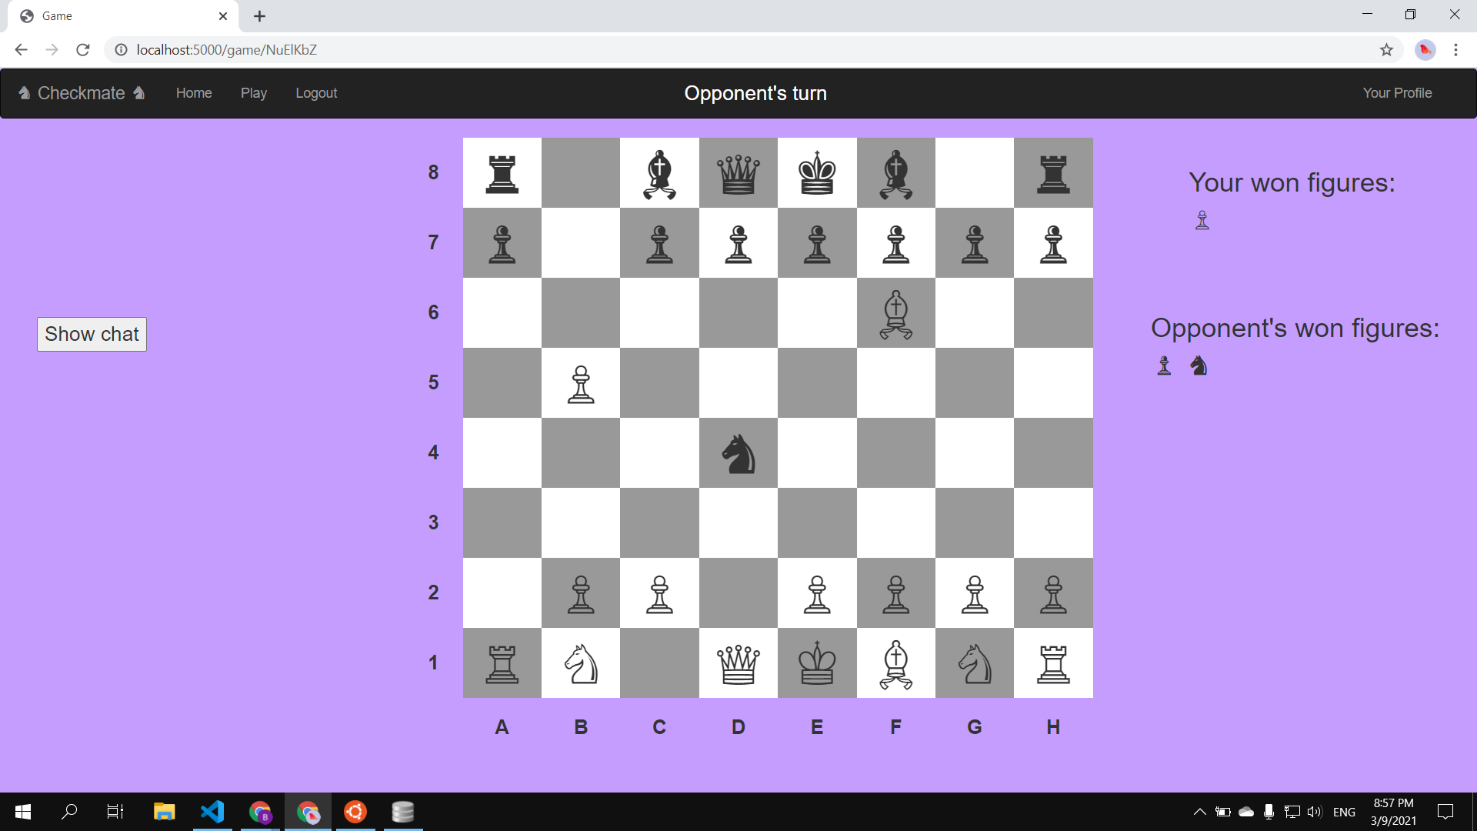 Game
localhost:5000/game/NuElKbZ
Checkmate Home Play Logout Opponent's turn Your Profile
8
7
6
5
4
3
2
1
A B C D E F G H
Show chat
Your won figures:
Opponent's won figures:
B
ENG
8:57 PM
3/9/2021